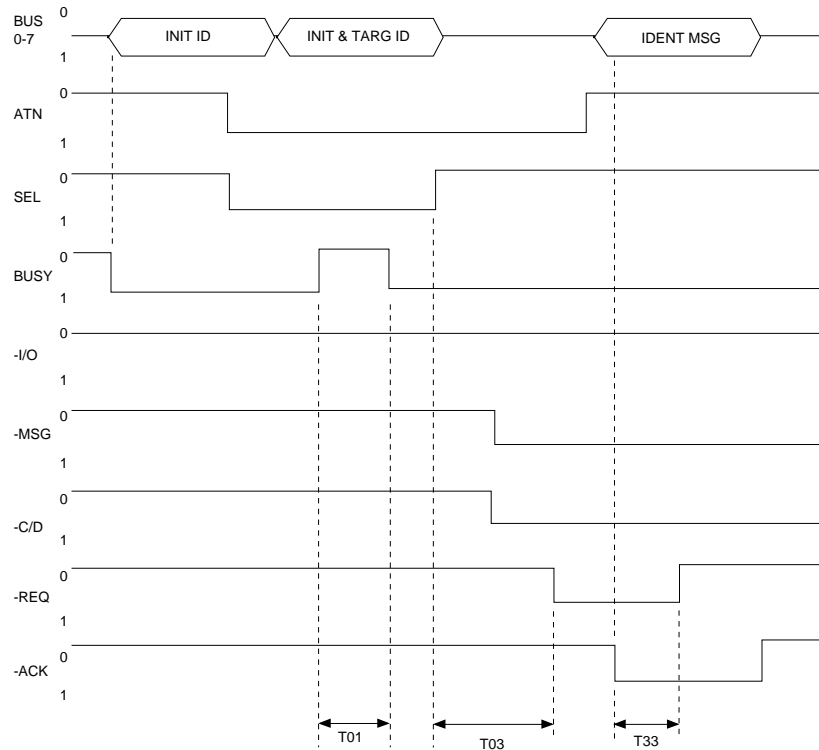 BUS
0-7
0
1
INIT ID
INIT & TARG ID
IDENT MSG
ATN
0
1
SEL
0
1
BUSY
0
1
-I/O
0
1
-MSG
0
1
-C/D
0
1
-REQ
0
1
-ACK
0
1
T01
T03
T33